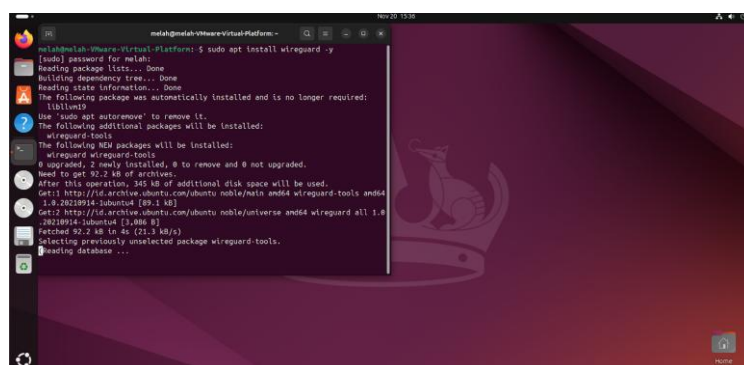 Nov 20 15:36
melah@melah-VMware-Virtual-Platform: ~
melah@melah-VMware-Virtual-Platform:~$ sudo apt install wireguard -y
[sudo] password for melah:
Reading package lists... Done
Building dependency tree... Done
Reading state information... Done
The following package was automatically installed and is no longer required:
libllvm19
Use 'sudo apt autoremove' to remove it.
The following additional packages will be installed:
wireguard-tools
The following NEW packages will be installed:
wireguard wireguard-tools
0 upgraded, 2 newly installed, 0 to remove and 0 not upgraded.
Need to get 92.2 kB of archives.
After this operation, 345 kB of additional disk space will be used.
Get:1 http://id.archive.ubuntu.com/ubuntu noble/main amd64 wireguard-tools amd64
1.0.20210914-1ubuntu4 [89.1 kB]
Get:2 http://id.archive.ubuntu.com/ubuntu noble/universe amd64 wireguard all 1.0
.20210914-1ubuntu4 [3,086 B]
Fetched 92.2 kB in 4s (21.3 kB/s)
Selecting previously unselected package wireguard-tools.
(Reading database ...
Home